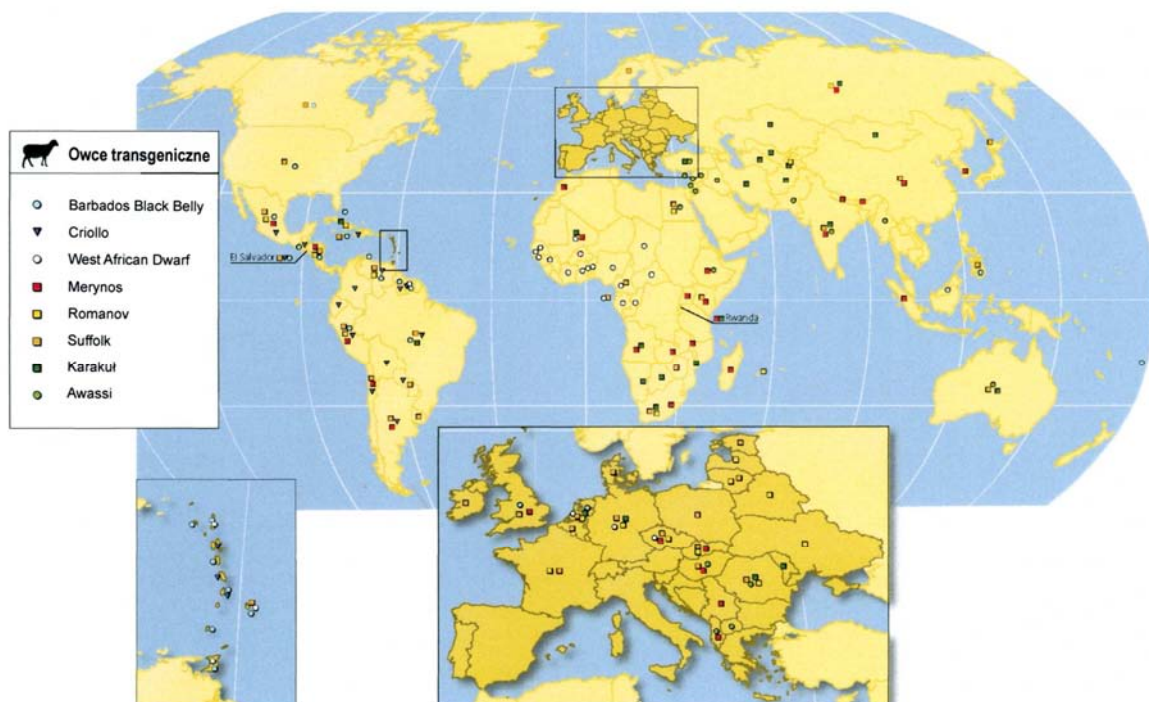 Owce transgeniczne
Barbados Black Belly
Criollo
West African Dwarf
Merynos
Romanov
Suffolk
Karakuł
Awassi
El Salvador
Rwanda